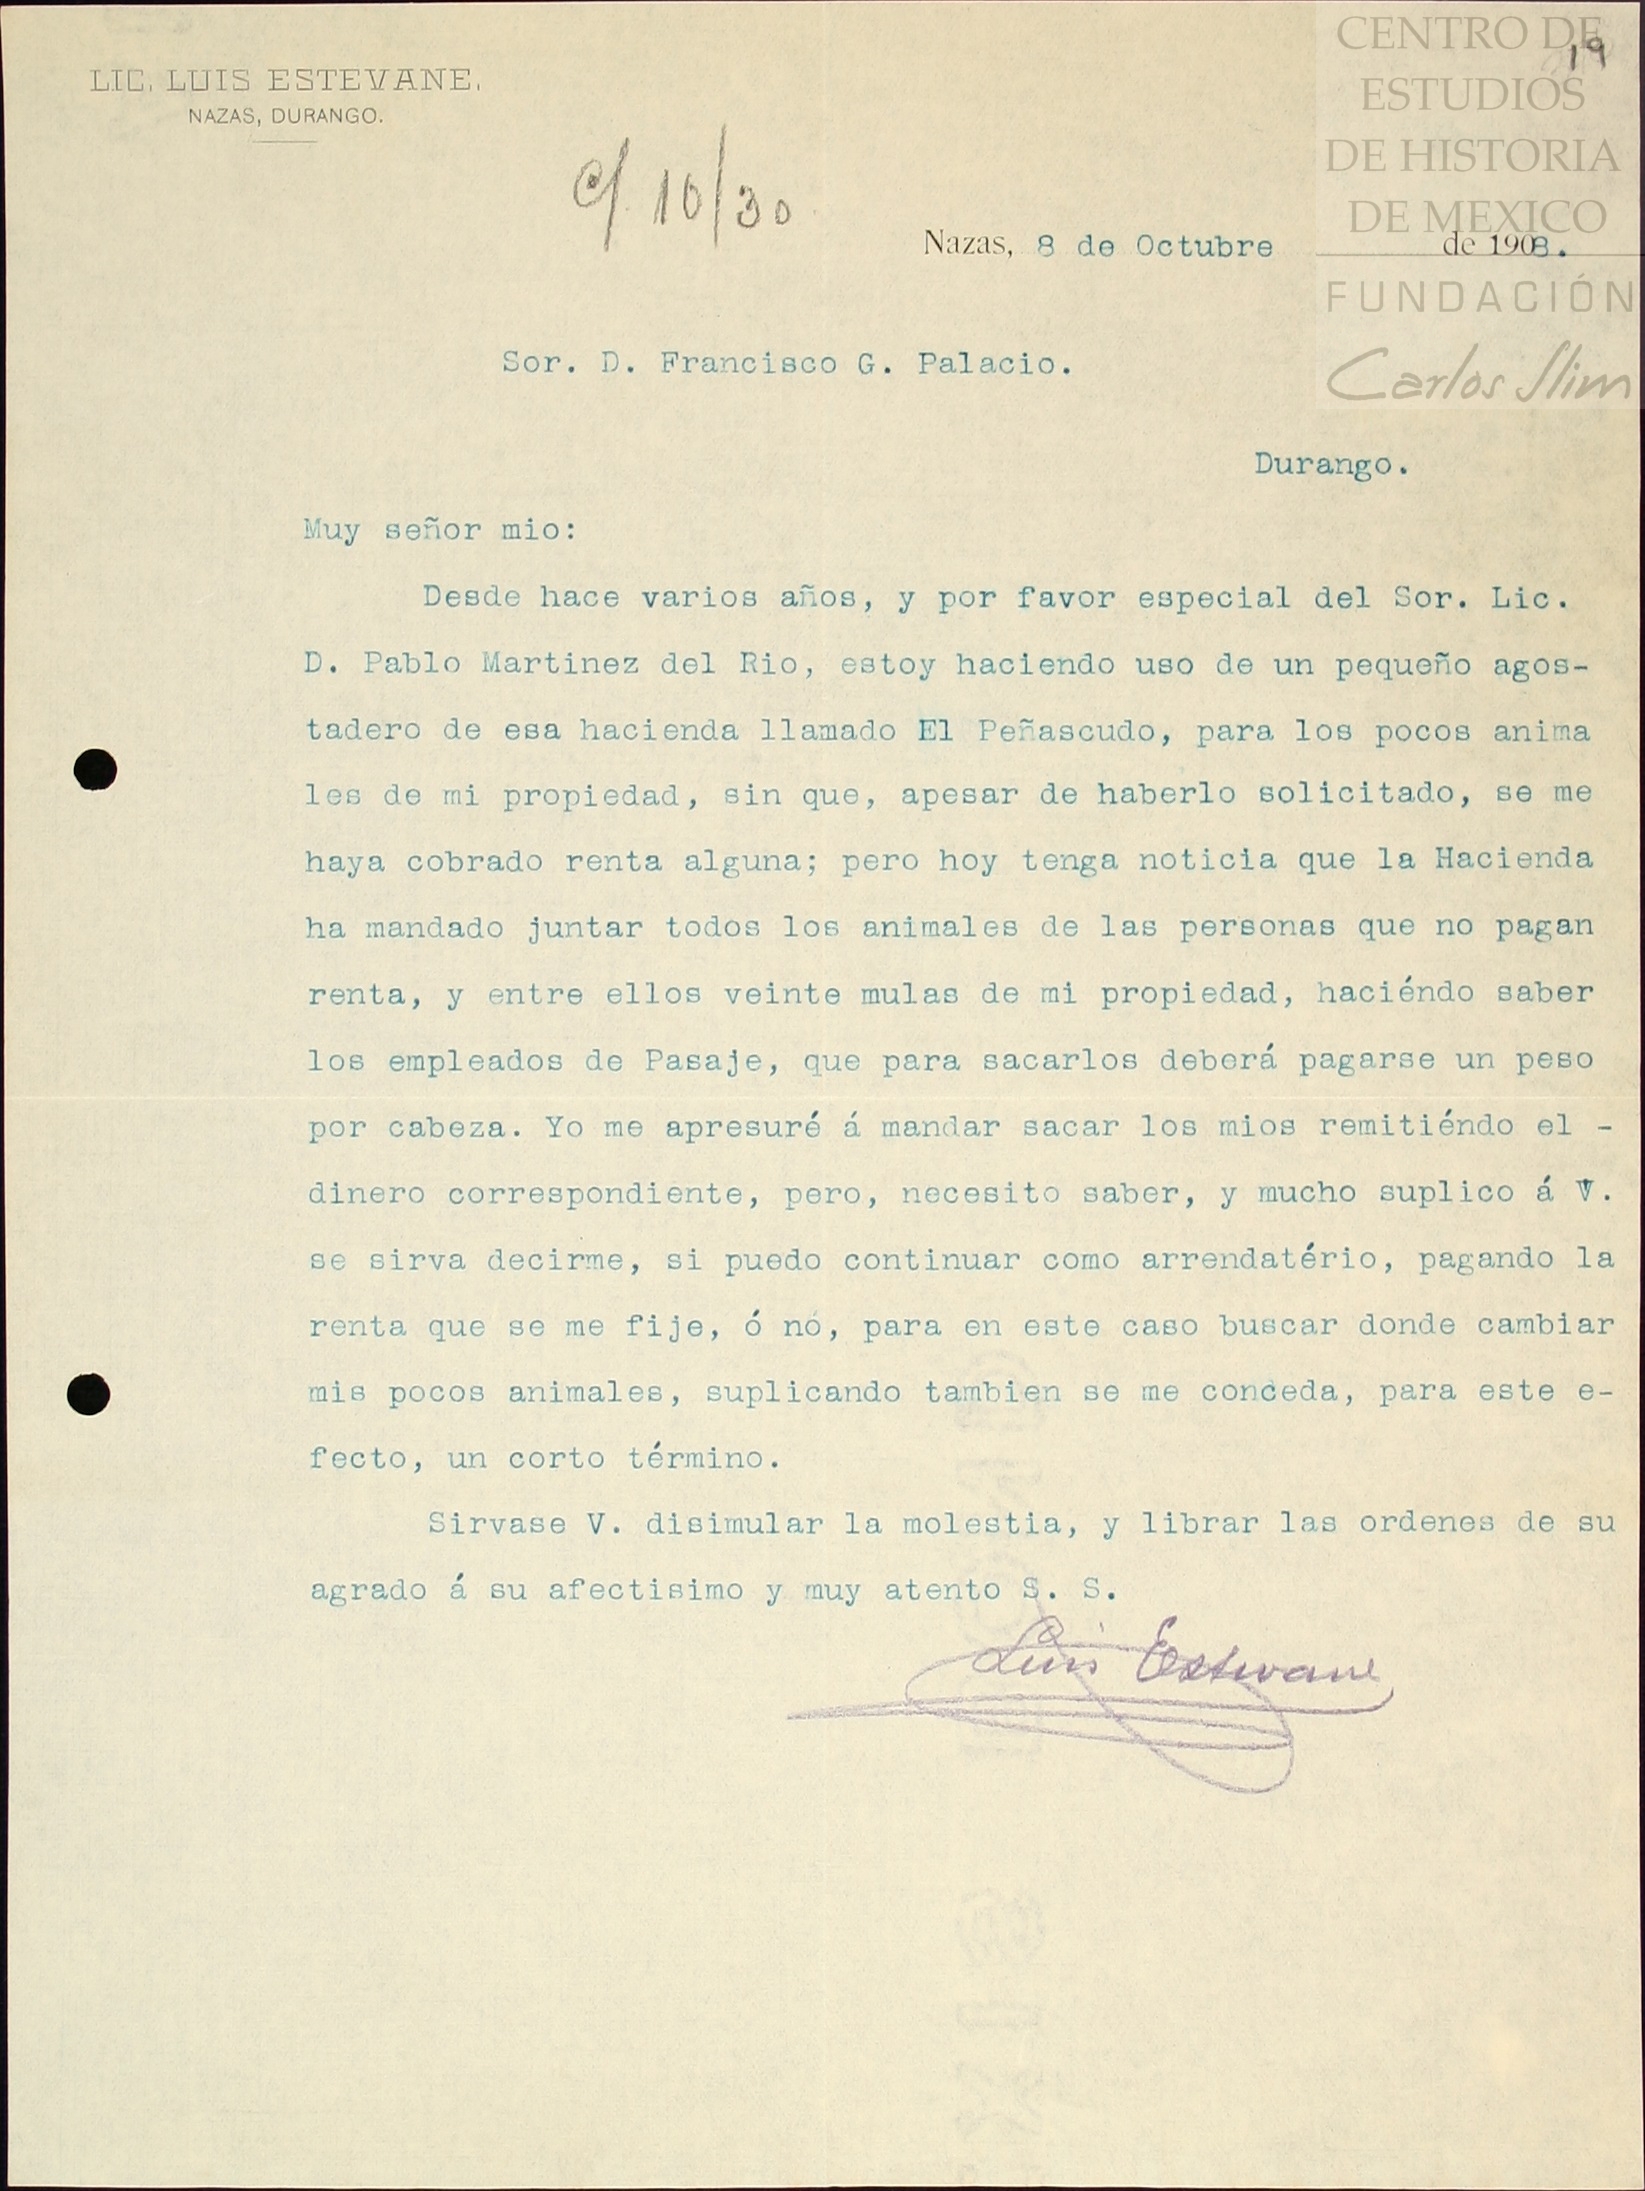 CENTRO DE
ESTUDIOS
DE HISTORIA
DE MEXICO
FUNDACIÓN
Carlos Slim
19
LIC. LUIS ESTEVANE.
NAZAS, DURANGO.
c/ 10/30
Nazas, 8 de Octubre de 1908.
Sor. D. Francisco G. Palacio.
Durango.
Muy señor mio:
Desde hace varios años, y por favor especial del Sor. Lic.
D. Pablo Martinez del Rio, estoy haciendo uso de un pequeño agos-
tadero de esa hacienda llamado El Peñascudo, para los pocos anima
les de mi propiedad, sin que, apesar de haberlo solicitado, se me
haya cobrado renta alguna; pero hoy tenga noticia que la Hacienda
ha mandado juntar todos los animales de las personas que no pagan
renta, y entre ellos veinte mulas de mi propiedad, haciéndo saber
los empleados de Pasaje, que para sacarlos deberá pagarse un peso
por cabeza. Yo me apresuré á mandar sacar los mios remitiéndo el -
dinero correspondiente, pero, necesito saber, y mucho suplico á V.
se sirva decirme, si puedo continuar como arrendatério, pagando la
renta que se me fije, ó nó, para en este caso buscar donde cambiar
mis pocos animales, suplicando tambien se me conceda, para este e-
fecto, un corto término.
Sirvase V. disimular la molestia, y librar las ordenes de su
agrado á su afectisimo y muy atento S. S.
Luis Estevane